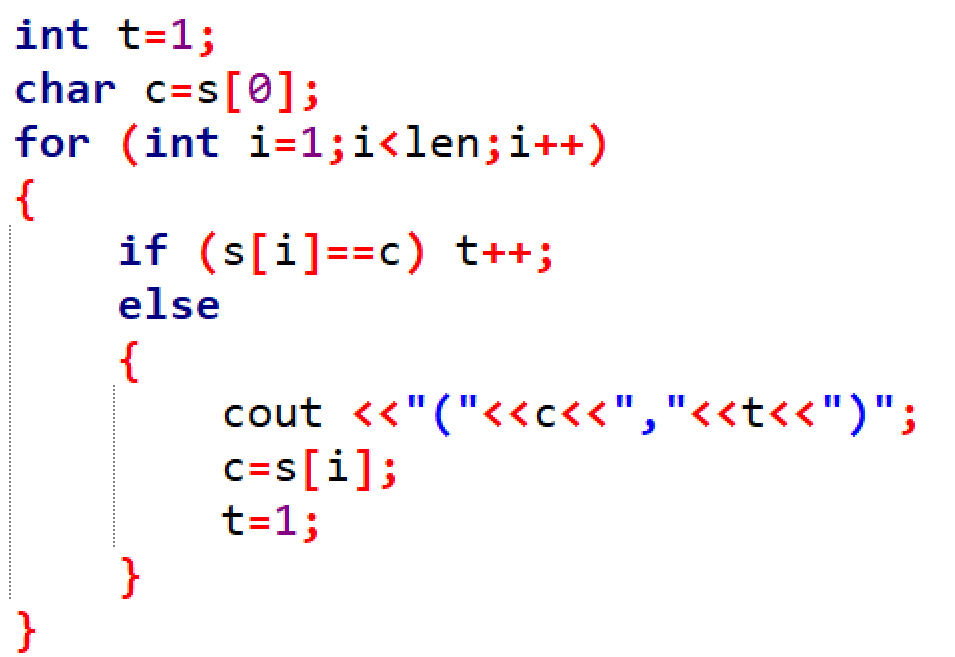 int t=1;
char c=s[0];
for (int i=1;i<len;i++)
{
    if (s[i]==c) t++;
    else
    {
        cout <<"("<<c<<","<<t<<")";
        c=s[i];
        t=1;
    }
}